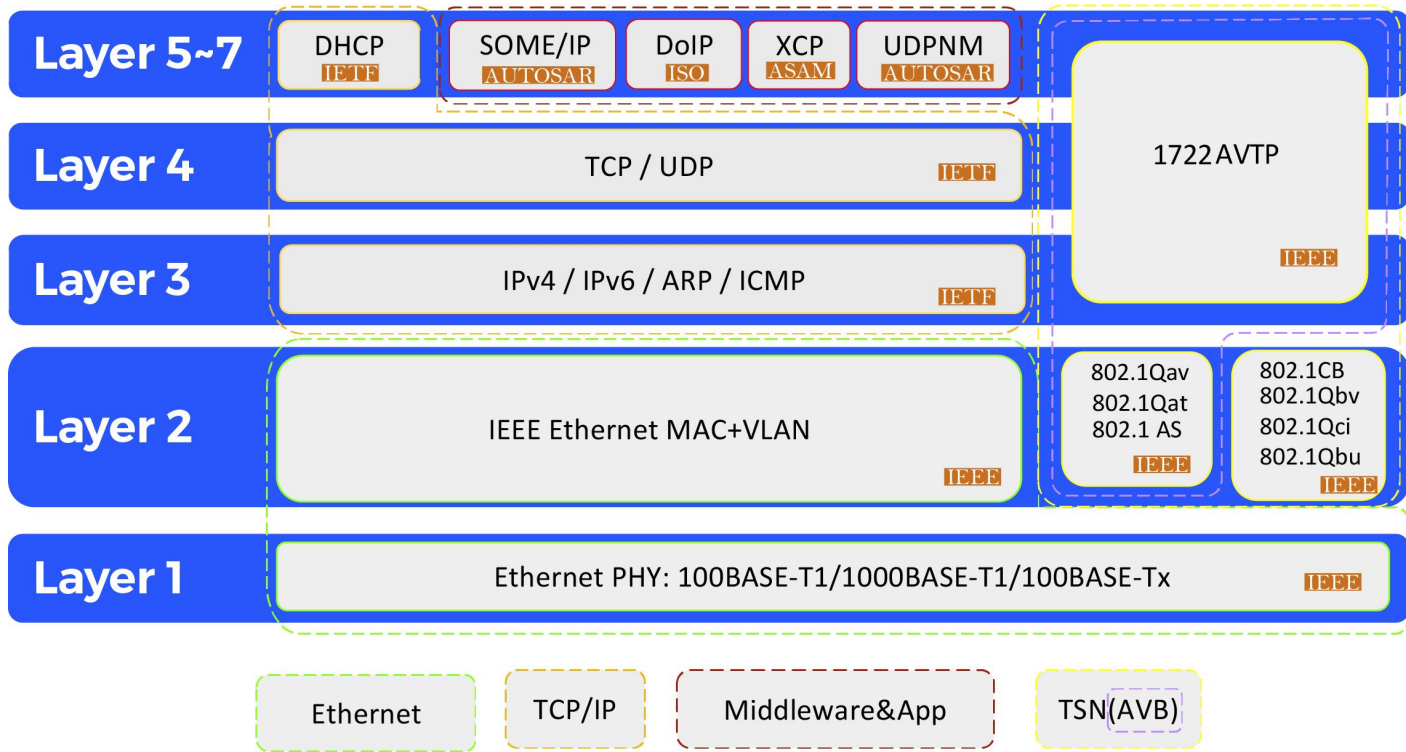 Layer 5~7
DHCP
IETF
SOME/IP
AUTOSAR
DoIP
ISO
XCP
ASAM
UDPNM
AUTOSAR
Layer 4
TCP / UDP
IETF
1722 AVTP
IEEE
Layer 3
IPv4 / IPv6 / ARP / ICMP
IETF
Layer 2
IEEE Ethernet MAC+VLAN
IEEE
802.1Qav
802.1Qat
802.1 AS
IEEE
802.1CB
802.1Qbv
802.1Qci
802.1Qbu
IEEE
Layer 1
Ethernet PHY: 100BASE-T1/1000BASE-T1/100BASE-Tx
IEEE
Ethernet
TCP/IP
Middleware&App
TSN(AVB)